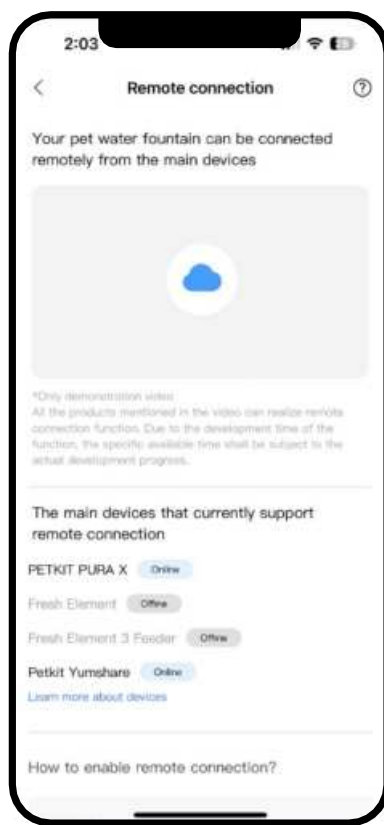 2:03
Remote connection
Your pet water fountain can be connected
remotely from the main devices
*Only demonstration video
All the products mentioned in the video can realize remote
connection function. Due to the development time of the
function, the specific available time shall be subject to the
actual development progress.
The main devices that currently support
remote connection
PETKIT PURA X Online
Fresh Element Offline
Fresh Element 3 Feeder Offline
Petkit Yumshare Online
Learn more about devices
How to enable remote connection?